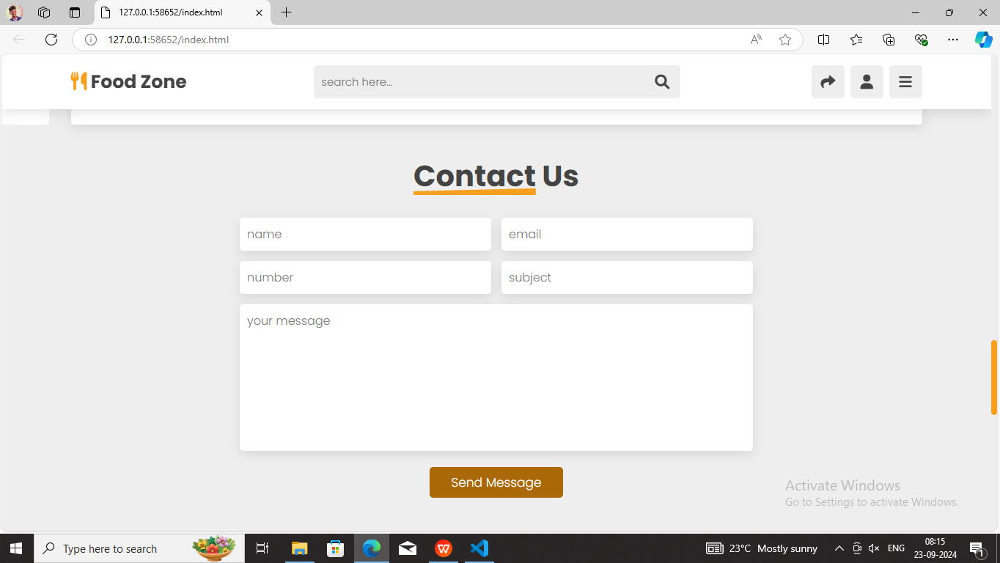 127.0.0.1:58652/index.html
127.0.0.1:58652/index.html
Food Zone
search here...
Contact Us
name
email
number
subject
your message
Send Message
Activate Windows
Go to Settings to activate Windows.
Type here to search
23°C Mostly sunny
ENG
08:15
23-09-2024
1